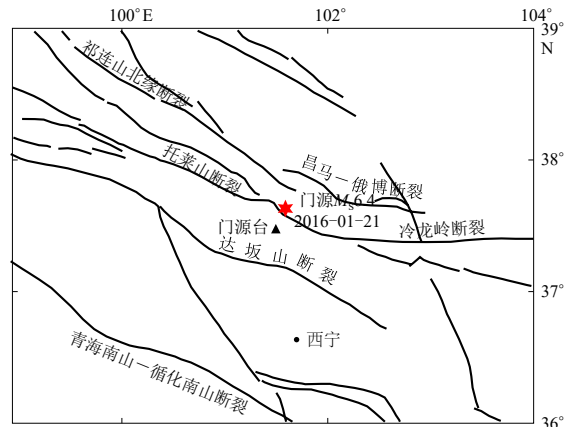 100°E
102°
104°
39°
N
祁连山北缘断裂
38°
托莱山断裂
昌马－俄博断裂
门源Ms6.4
2016-01-21
门源台
冷龙岭断裂
达坂山断裂
37°
西宁
青海南山－循化南山断裂
36°